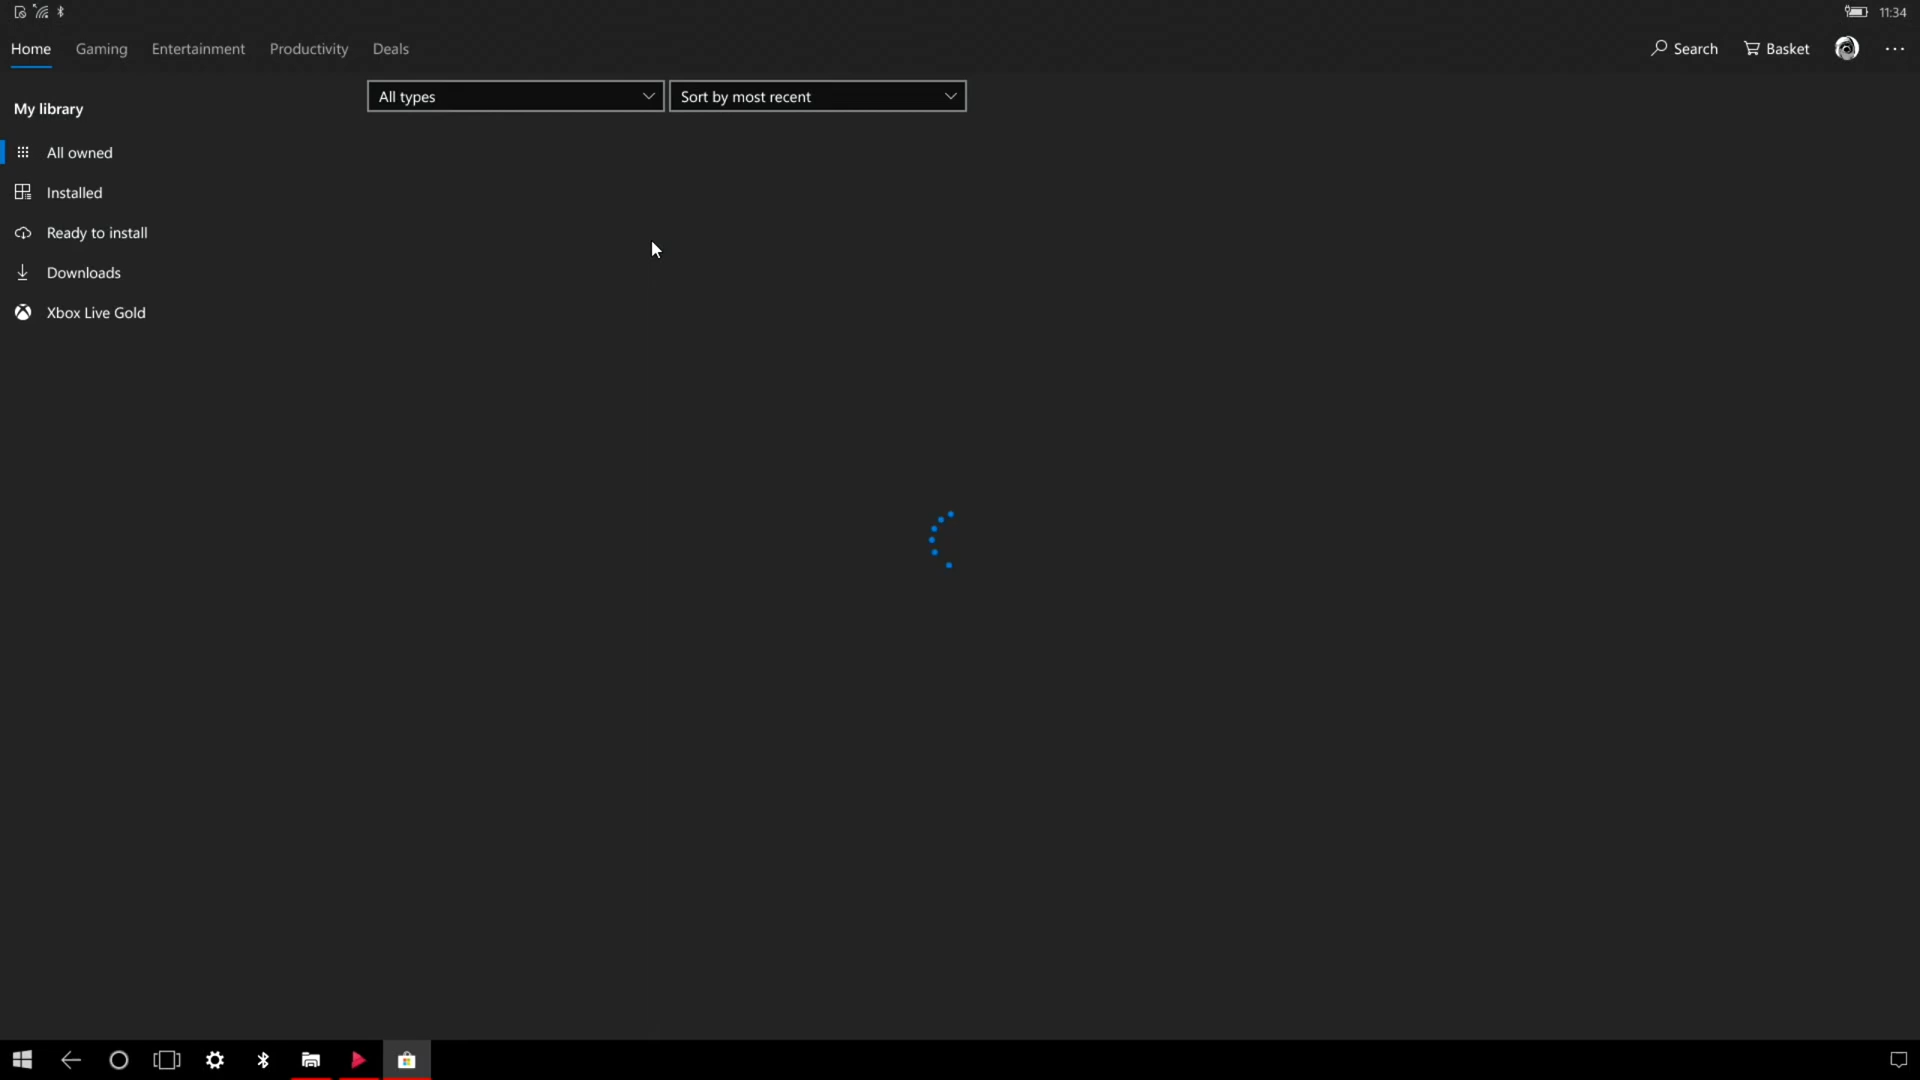 11:34
Home Gaming Entertainment Productivity Deals Search Basket
All types Sort by most recent
My library
All owned
Installed
Ready to install
Downloads
Xbox Live Gold